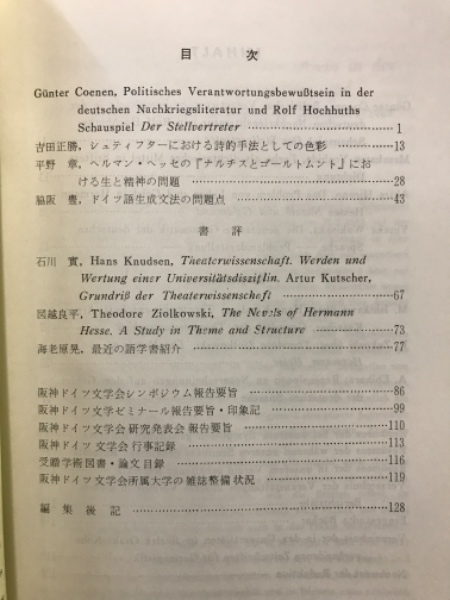 目 次
Günter Coenen, Politisches Verantwortungsbewußtsein in der
deutschen Nachkriegsliteratur und Rolf Hochhuths
Schauspiel Der Stellvertreter ………………………………… 1
吉田正勝，シュティフターにおける詩的手法としての色彩 ………………13
平野 章，ヘルマン・ヘッセの『ナルチスとゴールトムント』にお
ける生と精神の問題 ………………………………………………28
脇阪 豊，ドイツ語生成文法の問題点 …………………………………43
書 評
石川 實，Hans Knudsen, Theaterwissenschaft. Werden und
Wertung einer Universitätsdisziplin. Artur Kutscher,
Grundriß der Theaterwissenschaft ………………………………67
図越良平，Theodore Ziolkowski, The Novels of Hermann
Hesse. A Study in Theme and Structure ………………………73
海老原晃，最近の語学書紹介 ……………………………………………77
阪神ドイツ文学会シンポジウム報告要旨 ………………………………86
阪神ドイツ文学ゼミナール報告要旨・印象記 …………………………99
阪神ドイツ文学会 研究発表会 報告要旨 ………………………………110
阪神ドイツ文学会 行事記録 ……………………………………………113
受贈学術図書・論文目録 …………………………………………………116
阪神ドイツ文学会所属大学の雑誌整備状況 ……………………………119
編 集 後 記 ………………………………………………………………128